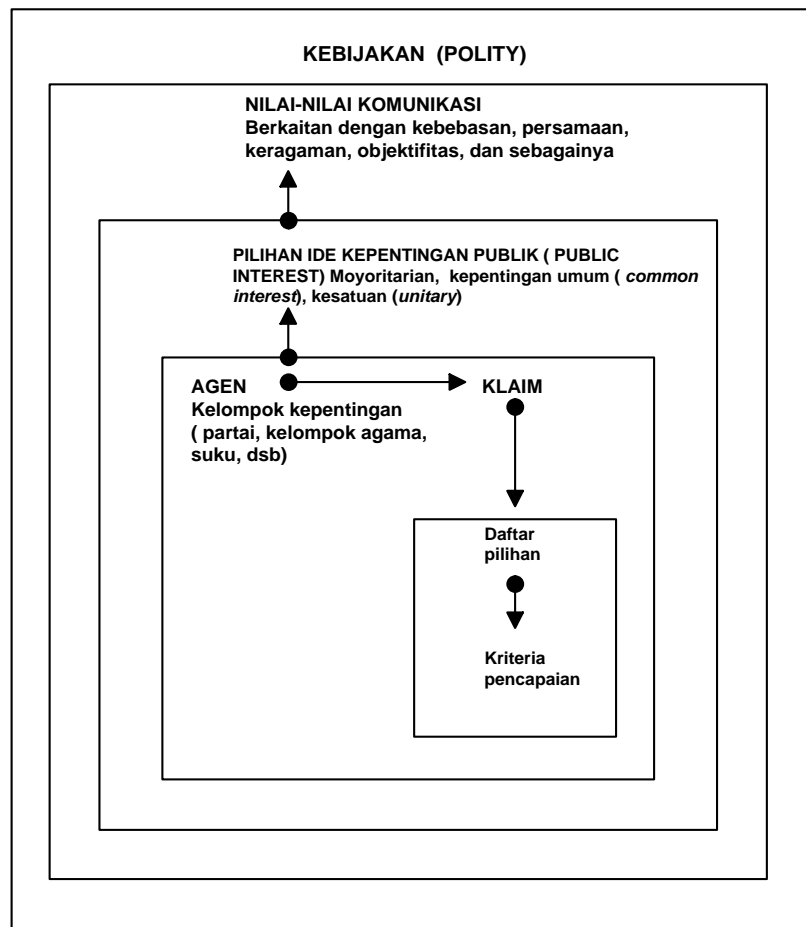 KEBIJAKAN (POLITY)
NILAI-NILAI KOMUNIKASI
Berkaitan dengan kebebasan, persamaan,
keragaman, objektifitas, dan sebagainya
PILIHAN IDE KEPENTINGAN PUBLIK ( PUBLIC
INTEREST) Moyoritarian, kepentingan umum ( common
interest), kesatuan (unitary)
AGEN
Kelompok kepentingan
( partai, kelompok agama,
suku, dsb)
KLAIM
Daftar
pilihan
Kriteria
pencapaian